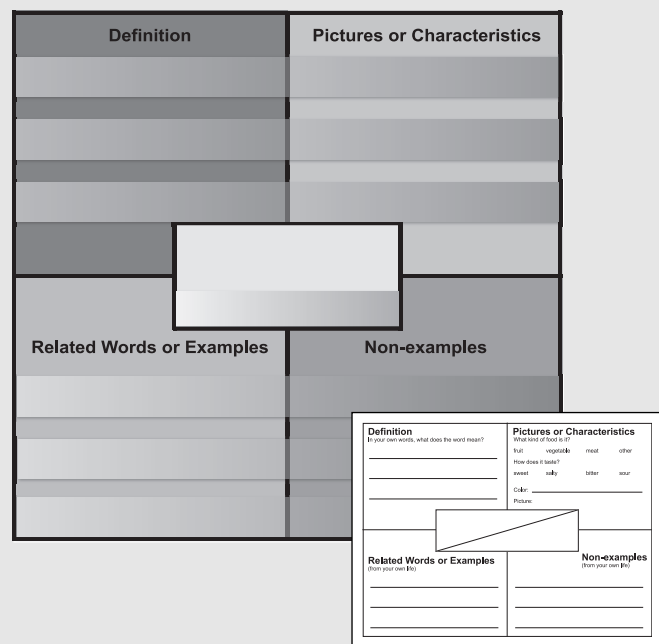 Definition
Pictures or Characteristics
Related Words or Examples
Non-examples
Definition
In your own words, what does the word mean?
Pictures or Characteristics
What kind of food is it?
fruit vegetable meat other
How does it taste?
sweet salty bitter sour
Color:
Picture:
Related Words or Examples
(from your own life)
Non-examples
(from your own life)